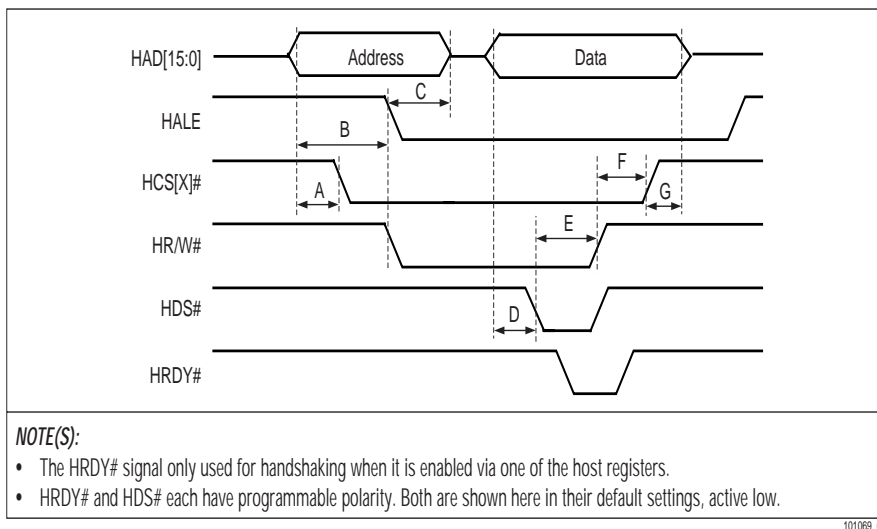 HAD[15:0]
Address
Data
C
HALE
B
F
HCS[X]#
A
G
E
HR/W#
HDS#
D
HRDY#
NOTE(S):
• The HRDY# signal only used for handshaking when it is enabled via one of the host registers.
• HRDY# and HDS# each have programmable polarity. Both are shown here in their default settings, active low.
101069